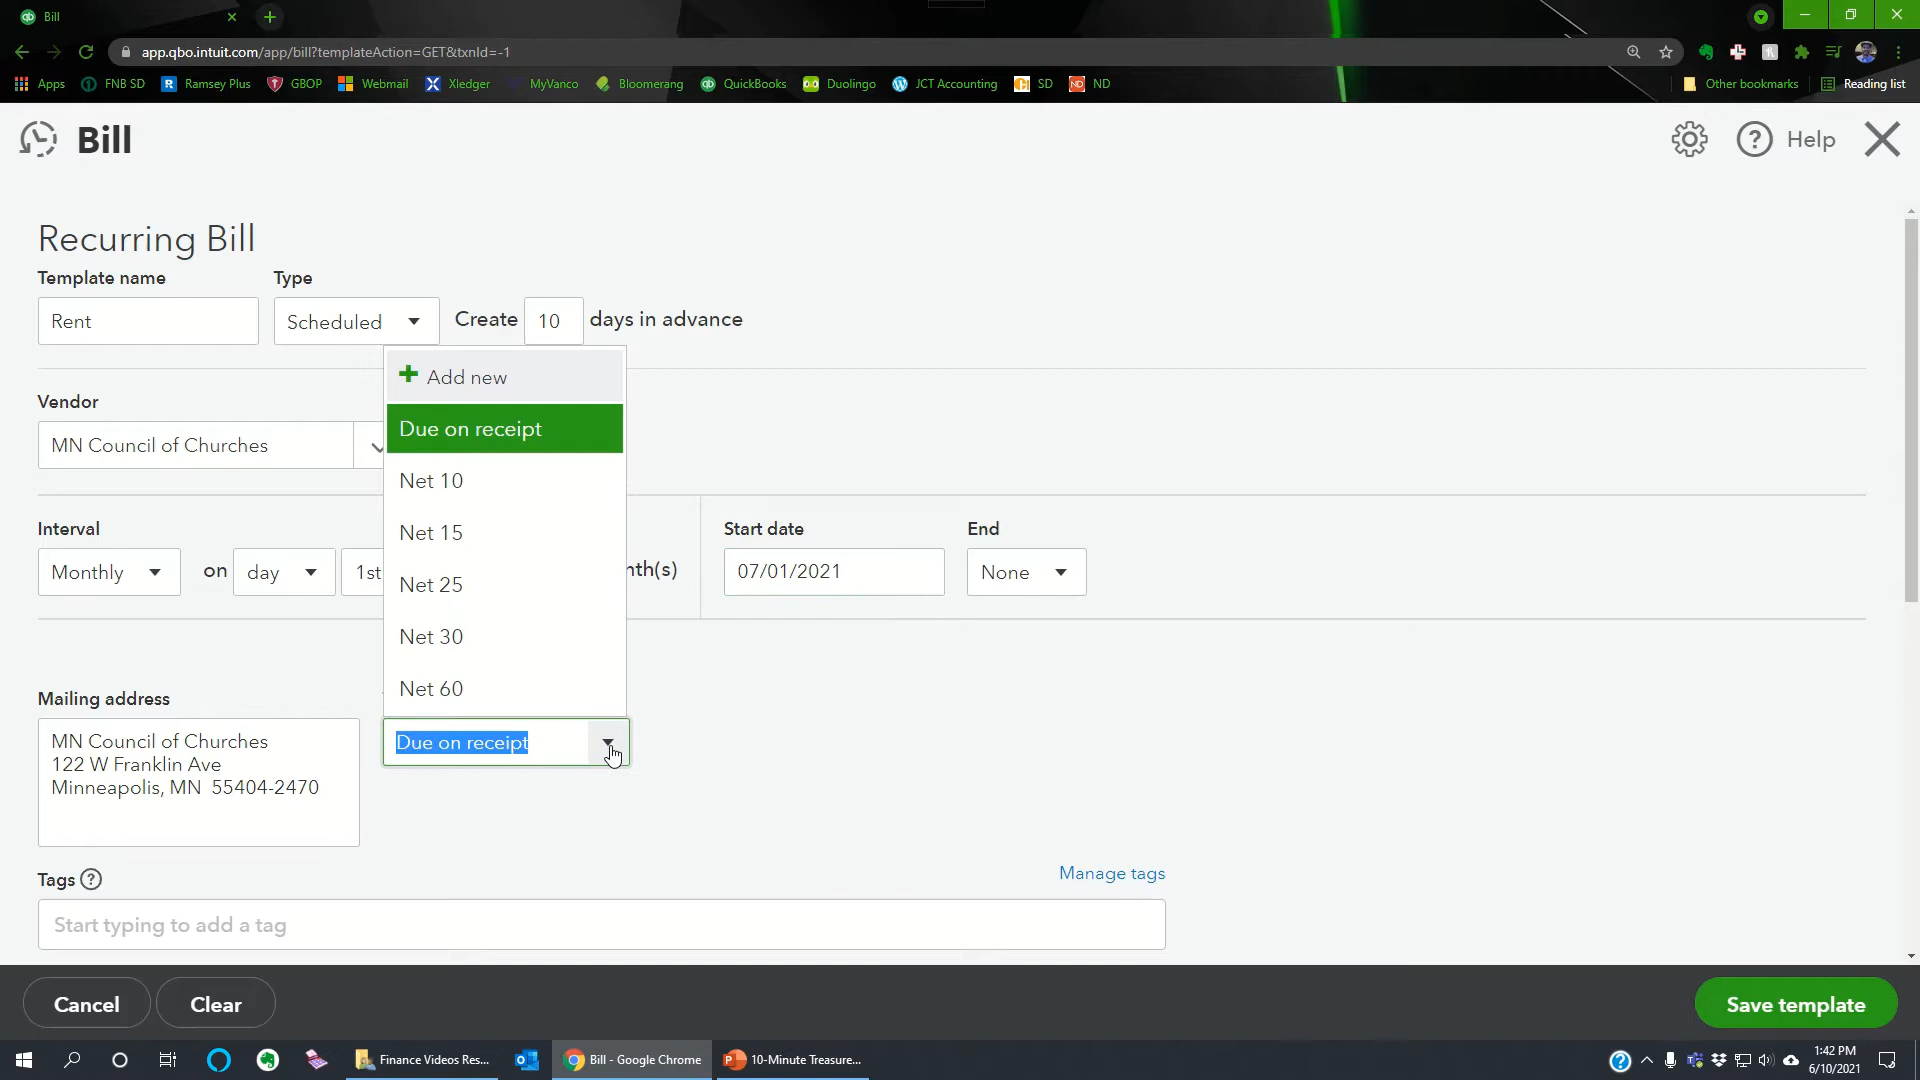 Bill
app.qbo.intuit.com/app/bill?templateAction=GET&txnId=-1
Apps FNB SD Ramsey Plus GBOP Webmail Xledger MyVanco Bloomerang QuickBooks Duolingo JCT Accounting SD ND Other bookmarks Reading list
Bill
Help
Recurring Bill
Template name Type
Rent Scheduled Create 10 days in advance
Add new
Vendor
Due on receipt
MN Council of Churches
Net 10
Net 15
Interval Start date End
Monthly on day 1st nth(s) 07/01/2021 None
Net 25
Net 30
Net 60
Mailing address
MN Council of Churches
122 W Franklin Ave
Minneapolis, MN 55404-2470
Due on receipt
Tags Manage tags
Start typing to add a tag
Cancel Clear Save template
Finance Videos Res... Bill - Google Chrome 10-Minute Treasure...
1:42 PM
6/10/2021